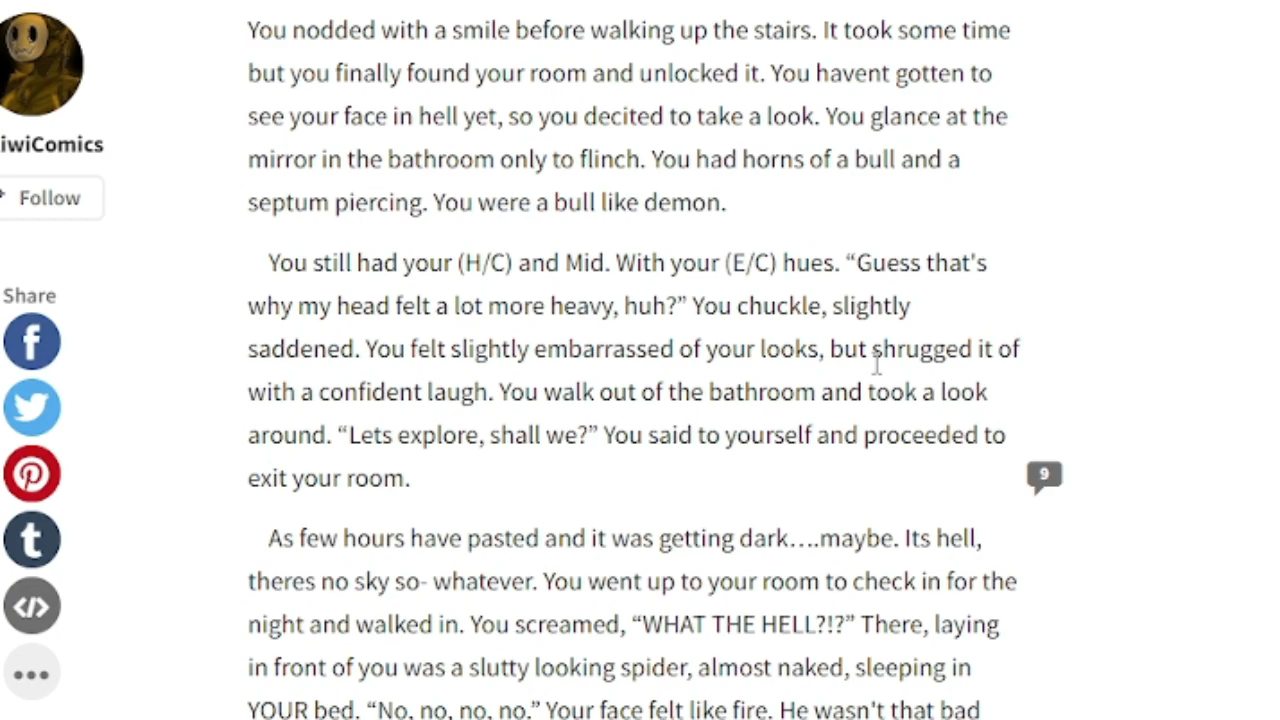 You nodded with a smile before walking up the stairs. It took some time
but you finally found your room and unlocked it. You havent gotten to
see your face in hell yet, so you decited to take a look. You glance at the
mirror in the bathroom only to flinch. You had horns of a bull and a
septum piercing. You were a bull like demon.
iwiComics
Follow
You still had your (H/C) and Mid. With your (E/C) hues. “Guess that's
why my head felt a lot more heavy, huh?” You chuckle, slightly
saddened. You felt slightly embarrassed of your looks, but shrugged it of
with a confident laugh. You walk out of the bathroom and took a look
around. “Lets explore, shall we?” You said to yourself and proceeded to
exit your room.
9
Share
As few hours have pasted and it was getting dark….maybe. Its hell,
theres no sky so- whatever. You went up to your room to check in for the
night and walked in. You screamed, “WHAT THE HELL?!?” There, laying
in front of you was a slutty looking spider, almost naked, sleeping in
YOUR bed. “No, no, no, no.” Your face felt like fire. He wasn't that bad